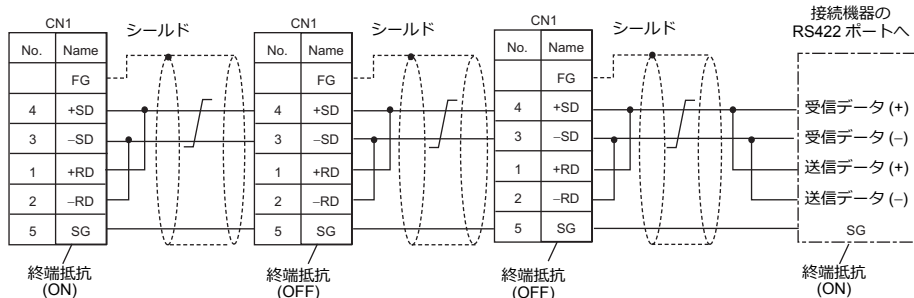 CN1
シールド
No. Name
FG
4 +SD
3 −SD
1 +RD
2 −RD
5 SG
終端抵抗
(ON)
CN1
シールド
No. Name
FG
4 +SD
3 −SD
1 +RD
2 −RD
5 SG
終端抵抗
(OFF)
CN1
シールド
No. Name
FG
4 +SD
3 −SD
1 +RD
2 −RD
5 SG
終端抵抗
(OFF)
接続機器の
RS422 ポートへ
受信データ (+)
受信データ (−)
送信データ (+)
送信データ (−)
SG
終端抵抗
(ON)